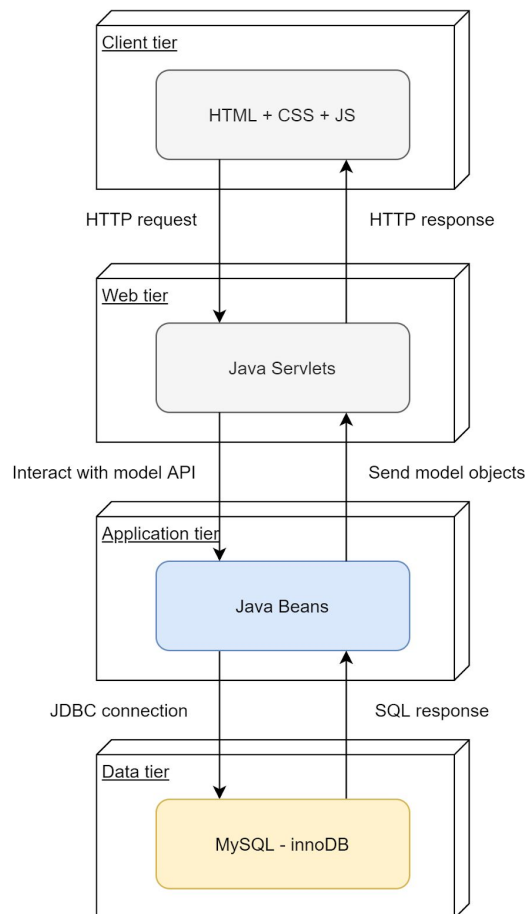 Client tier
HTML + CSS + JS
HTTP request
HTTP response
Web tier
Java Servlets
Interact with model API
Send model objects
Application tier
Java Beans
JDBC connection
SQL response
Data tier
MySQL - innoDB